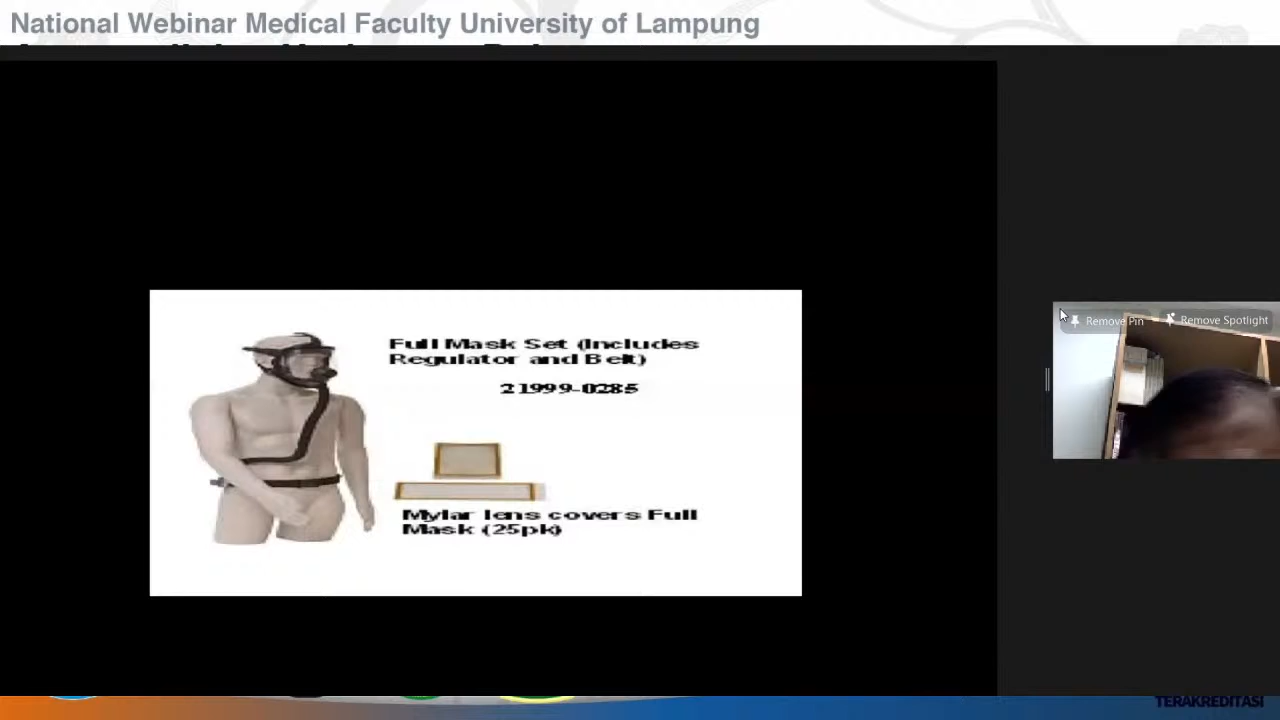 National Webinar Medical Faculty University of Lampung
Remove Pin
Remove Spotlight
Full Mask Set (Includes
Regulator and Belt)
21999-0285
Mylar lens covers Full
Mask (25pk)
TERAKREDITASI